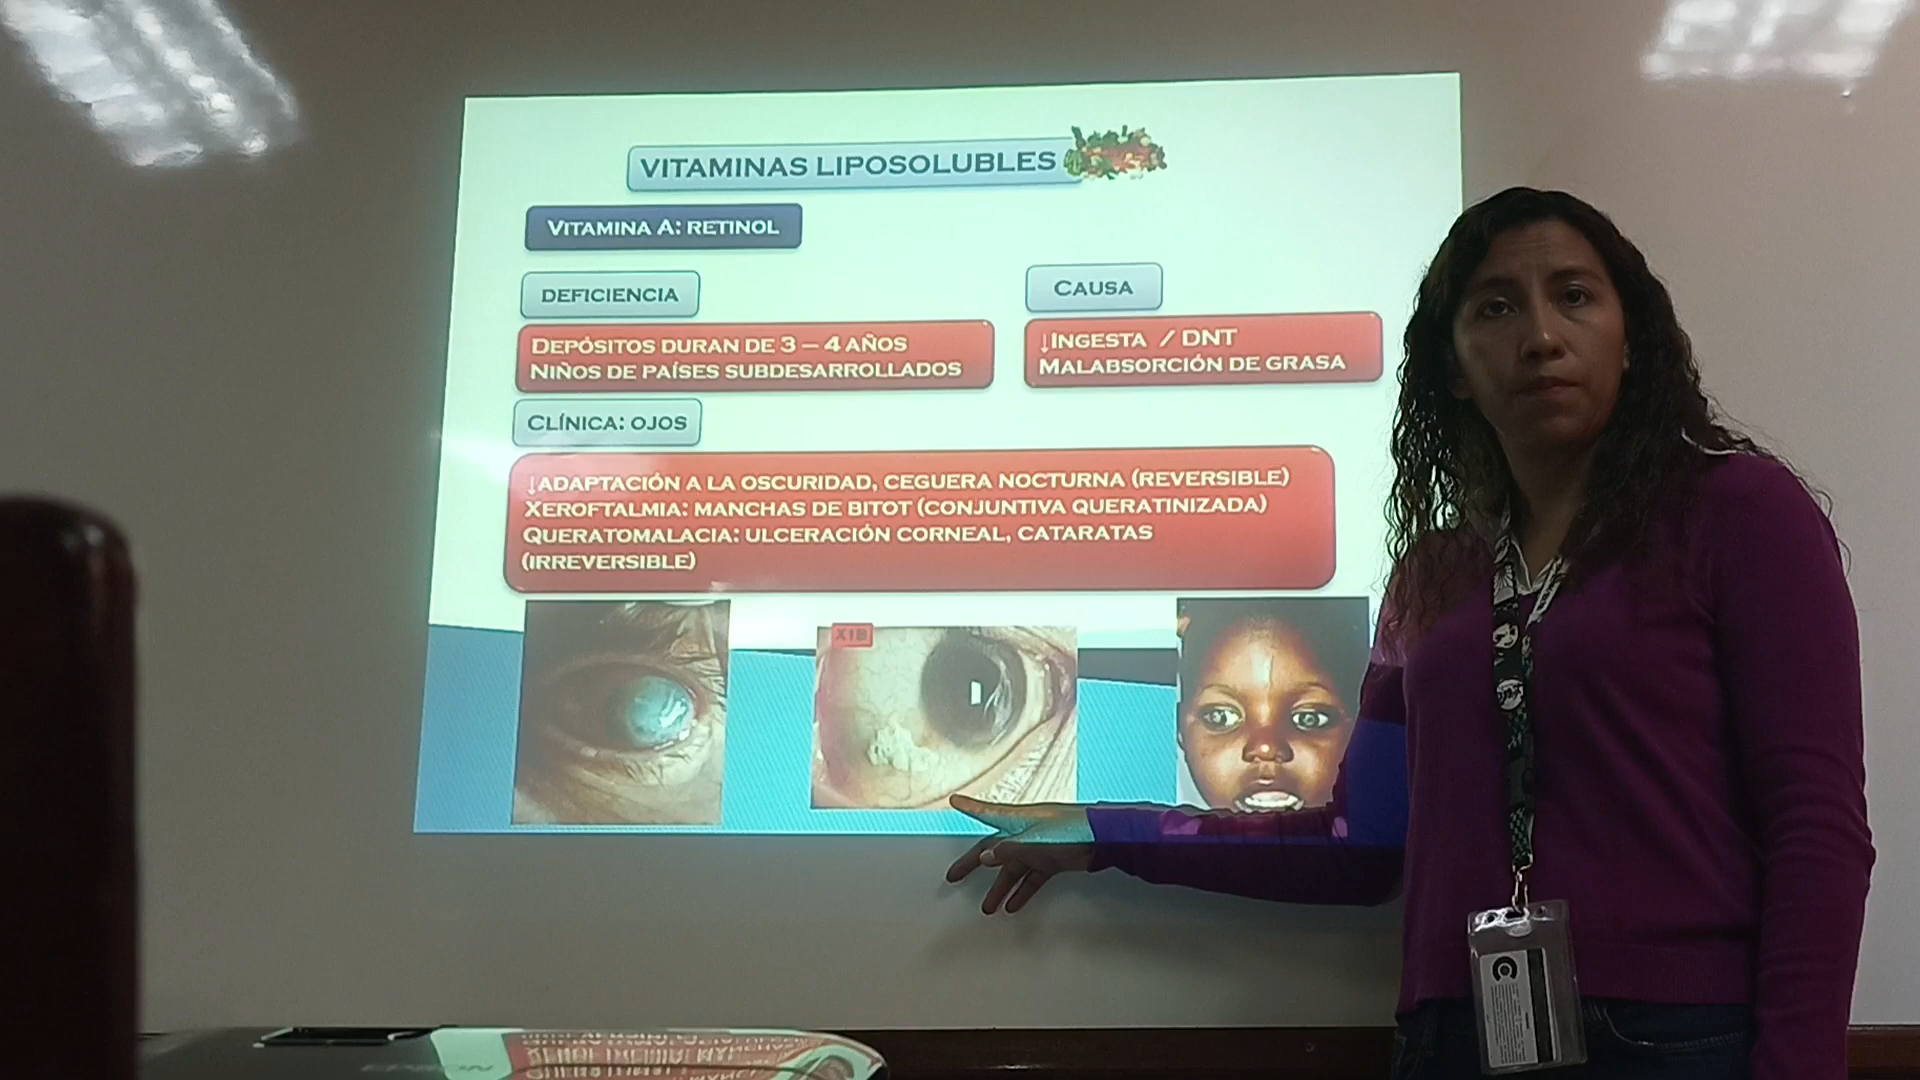 VITAMINAS LIPOSOLUBLES
VITAMINA A: RETINOL
DEFICIENCIA
DEPÓSITOS DURAN DE 3 – 4 AÑOS
NIÑOS DE PAÍSES SUBDESARROLLADOS
CAUSA
↓INGESTA / DNT
MALABSORCIÓN DE GRASA
CLÍNICA: OJOS
↓ADAPTACIÓN A LA OSCURIDAD, CEGUERA NOCTURNA (REVERSIBLE)
XEROFTALMIA: MANCHAS DE BITOT (CONJUNTIVA QUERATINIZADA)
QUERATOMALACIA: ULCERACIÓN CORNEAL, CATARATAS
(IRREVERSIBLE)
X1B